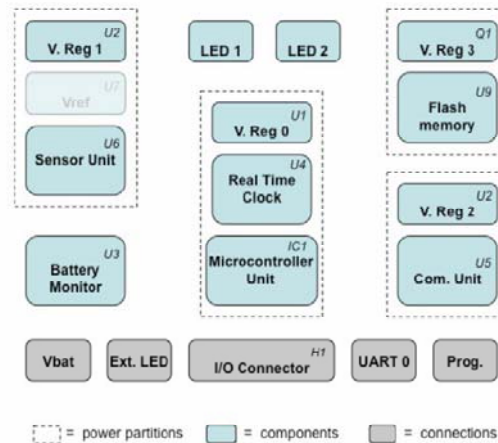 U2
V. Reg 1
U7
Vref
U6
Sensor Unit
LED 1
LED 2
Q1
V. Reg 3
U9
Flash
memory
U1
V. Reg 0
U4
Real Time
Clock
IC1
Microcontroller
Unit
U2
V. Reg 2
U5
Com. Unit
U3
Battery
Monitor
Vbat
Ext. LED
H1
I/O Connector
UART 0
Prog.
= power partitions
= components
= connections